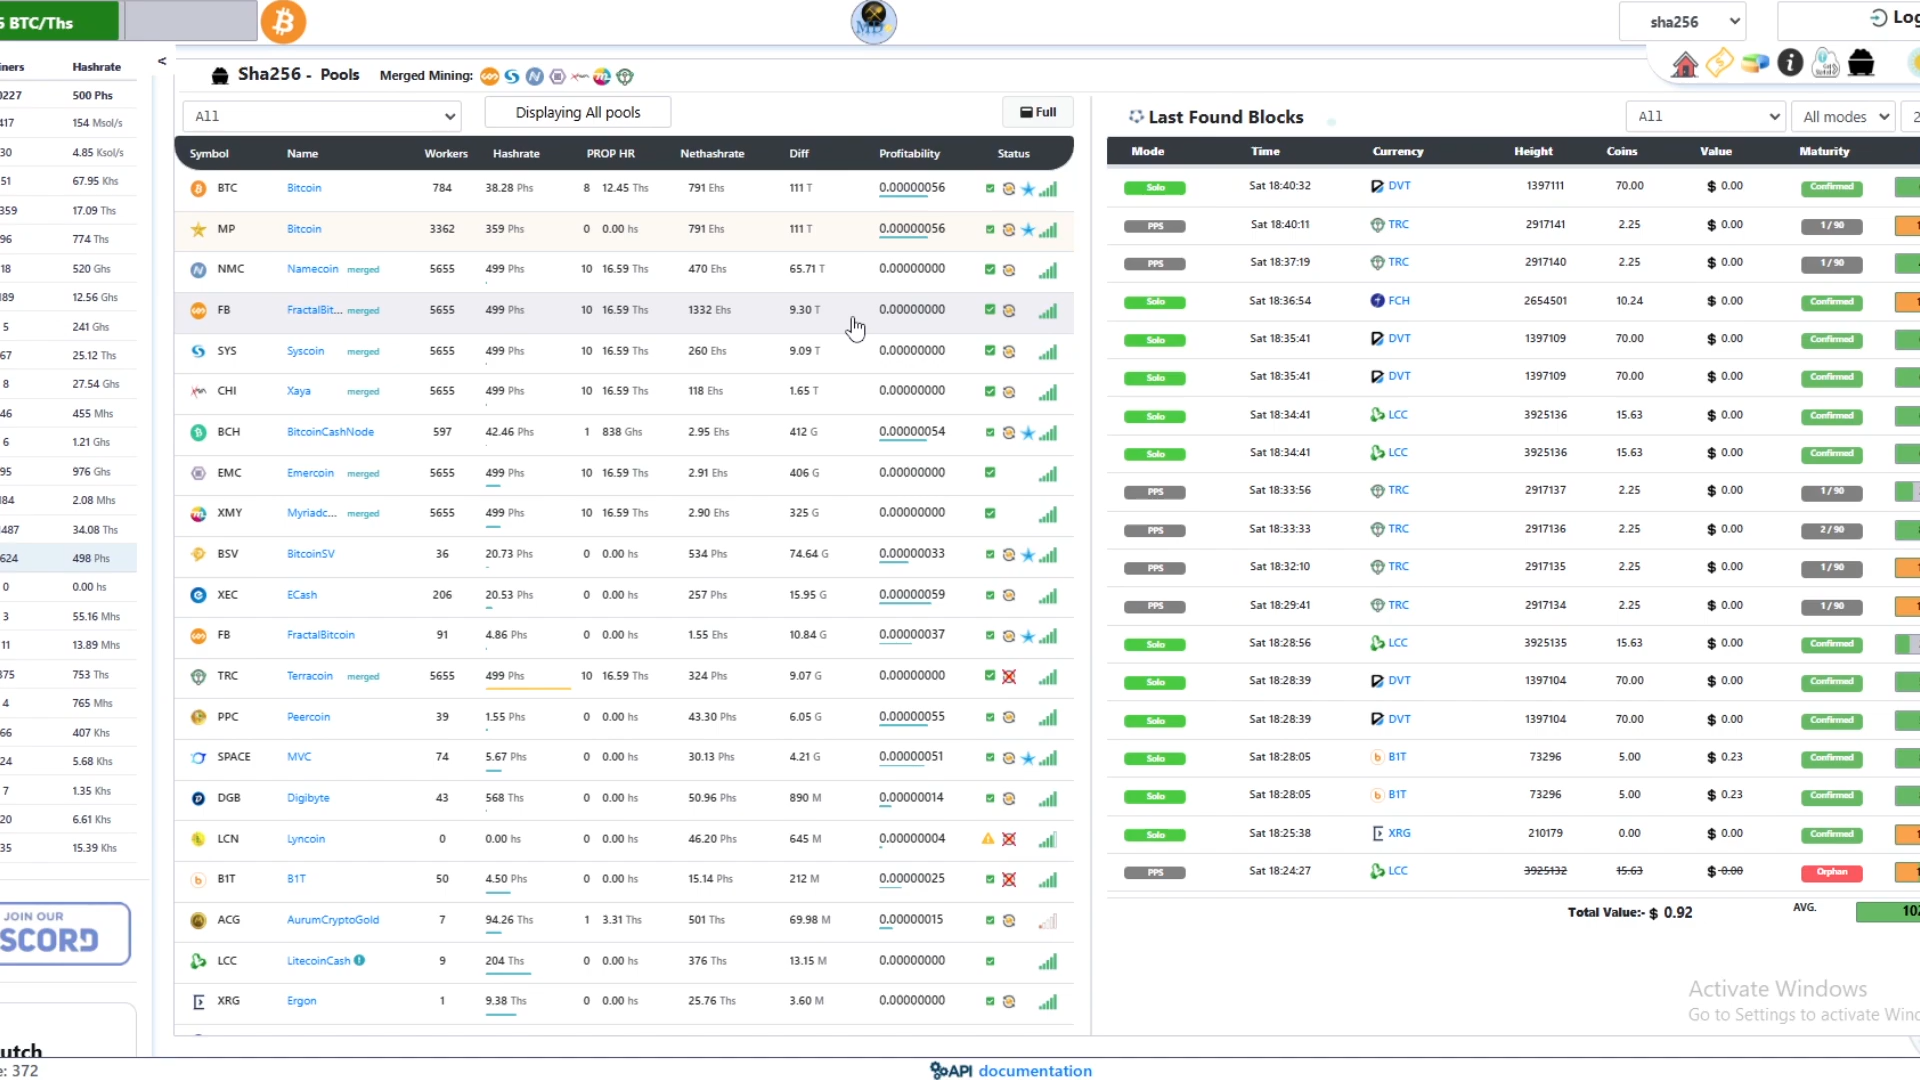 5 BTC/Ths
sha256
Log
iners Hashrate <
0227 500 Phs
417 154 Msol/s
30 4.85 Ksol/s
51 67.95 Khs
359 17.09 Ths
96 774 Ths
18 520 Ghs
189 12.56 Ghs
5 241 Ghs
67 25.12 Ths
8 27.54 Ghs
46 455 Mhs
6 1.21 Ghs
95 976 Ghs
184 2.08 Mhs
1487 34.08 Ths
624 498 Phs
0 0.00 hs
3 55.16 Mhs
11 13.89 Mhs
375 753 Ths
4 765 Mhs
66 407 Khs
24 5.68 Khs
7 1.35 Khs
20 6.61 Khs
35 15.39 Khs
JOIN OUR
SCORD
utch
e: 372
Sha256 - Pools Merged Mining:
All Displaying All pools Full
Symbol Name Workers Hashrate PROP HR Nethashrate Diff Profitability Status
BTC Bitcoin 784 38.28 Phs 8 12.45 Ths 791 Ehs 111 T 0.00000056
MP Bitcoin 3362 359 Phs 0 0.00 hs 791 Ehs 111 T 0.00000056
NMC Namecoin merged 5655 499 Phs 10 16.59 Ths 470 Ehs 65.71 T 0.00000000
FB FractalBit... merged 5655 499 Phs 10 16.59 Ths 1332 Ehs 9.30 T 0.00000000
SYS Syscoin merged 5655 499 Phs 10 16.59 Ths 260 Ehs 9.09 T 0.00000000
CHI Xaya merged 5655 499 Phs 10 16.59 Ths 118 Ehs 1.65 T 0.00000000
BCH BitcoinCashNode 597 42.46 Phs 1 838 Ghs 2.95 Ehs 412 G 0.00000054
EMC Emercoin merged 5655 499 Phs 10 16.59 Ths 2.91 Ehs 406 G 0.00000000
XMY Myriadc... merged 5655 499 Phs 10 16.59 Ths 2.90 Ehs 325 G 0.00000000
BSV BitcoinSV 36 20.73 Phs 0 0.00 hs 534 Phs 74.64 G 0.00000033
XEC ECash 206 20.53 Phs 0 0.00 hs 257 Phs 15.95 G 0.00000059
FB FractalBitcoin 91 4.86 Phs 0 0.00 hs 1.55 Ehs 10.84 G 0.00000037
TRC Terracoin merged 5655 499 Phs 10 16.59 Ths 324 Phs 9.07 G 0.00000000
PPC Peercoin 39 1.55 Phs 0 0.00 hs 43.30 Phs 6.05 G 0.00000055
SPACE MVC 74 5.67 Phs 0 0.00 hs 30.13 Phs 4.21 G 0.00000051
DGB Digibyte 43 568 Ths 0 0.00 hs 50.96 Phs 890 M 0.00000014
LCN Lyncoin 0 0.00 hs 0 0.00 hs 46.20 Phs 645 M 0.00000004
B1T B1T 50 4.50 Phs 0 0.00 hs 15.14 Phs 212 M 0.00000025
ACG AurumCryptoGold 7 94.26 Ths 1 3.31 Ths 501 Ths 69.98 M 0.00000015
LCC LitecoinCash 9 204 Ths 0 0.00 hs 376 Ths 13.15 M 0.00000000
XRG Ergon 1 9.38 Ths 0 0.00 hs 25.76 Ths 3.60 M 0.00000000
Last Found Blocks All All modes 2
Mode Time Currency Height Coins Value Maturity
Solo Sat 18:40:32 DVT 1397111 70.00 $ 0.00 Confirmed
PPS Sat 18:40:11 TRC 2917141 2.25 $ 0.00 1 / 90
PPS Sat 18:37:19 TRC 2917140 2.25 $ 0.00 1 / 90
Solo Sat 18:36:54 FCH 2654501 10.24 $ 0.00 Confirmed
Solo Sat 18:35:41 DVT 1397109 70.00 $ 0.00 Confirmed
Solo Sat 18:35:41 DVT 1397109 70.00 $ 0.00 Confirmed
Solo Sat 18:34:41 LCC 3925136 15.63 $ 0.00 Confirmed
Solo Sat 18:34:41 LCC 3925136 15.63 $ 0.00 Confirmed
PPS Sat 18:33:56 TRC 2917137 2.25 $ 0.00 1 / 90
PPS Sat 18:33:33 TRC 2917136 2.25 $ 0.00 2 / 90
PPS Sat 18:32:10 TRC 2917135 2.25 $ 0.00 1 / 90
PPS Sat 18:29:41 TRC 2917134 2.25 $ 0.00 1 / 90
Solo Sat 18:28:56 LCC 3925135 15.63 $ 0.00 Confirmed
Solo Sat 18:28:39 DVT 1397104 70.00 $ 0.00 Confirmed
Solo Sat 18:28:39 DVT 1397104 70.00 $ 0.00 Confirmed
Solo Sat 18:28:05 B1T 73296 5.00 $ 0.23 Confirmed
Solo Sat 18:28:05 B1T 73296 5.00 $ 0.23 Confirmed
Solo Sat 18:25:38 XRG 210179 0.00 $ 0.00 Confirmed
PPS Sat 18:24:27 LCC 3925132 15.63 $ 0.00 Orphan
Total Value:- $ 0.92 AVG. 102
Activate Windows
Go to Settings to activate Wind
API documentation